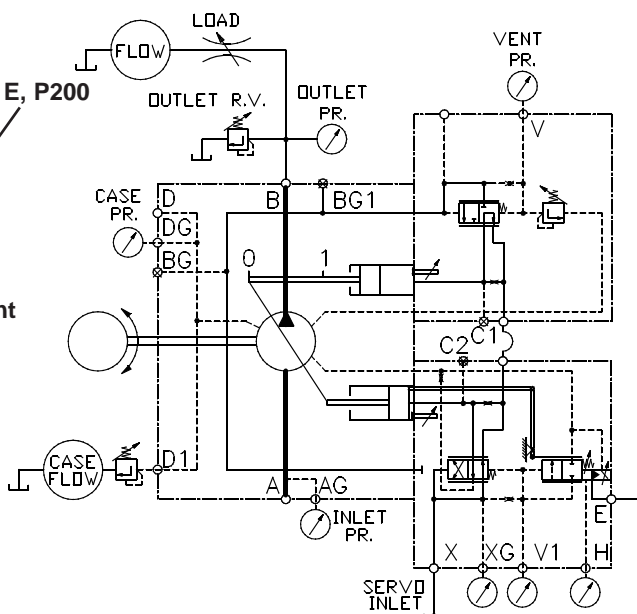 LOAD
FLOW
VENT
PR.
E, P200
OUTLET R.V.
OUTLET
PR.
V
CASE
PR.
D
B
BG1
DG
BG
0
1
nt
C1
C2
CASE
FLOW
D1
A
AG
INLET
PR.
E
X
XG
V1
H
SERVO
INLET